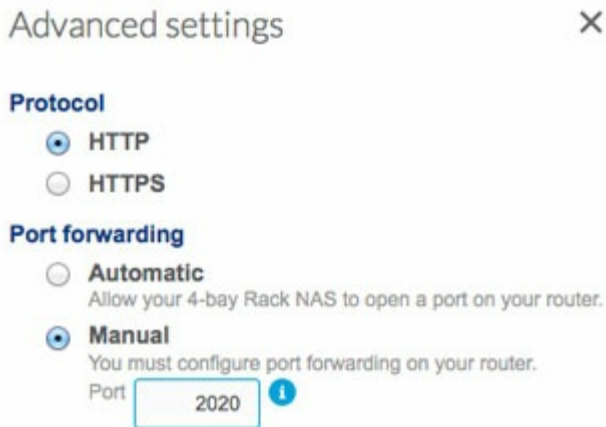 Advanced settings
Protocol
HTTP
HTTPS
Port forwarding
Automatic
Allow your 4-bay Rack NAS to open a port on your router.
Manual
You must configure port forwarding on your router.
Port 2020 i